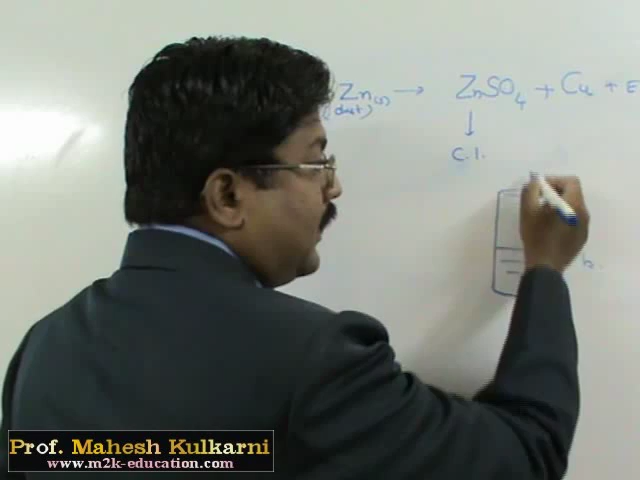 Zn(s) → ZnSO4 + Cu + E
(dust) ↓
C.I.
Prof. Mahesh Kulkarni
www.m2k-education.com